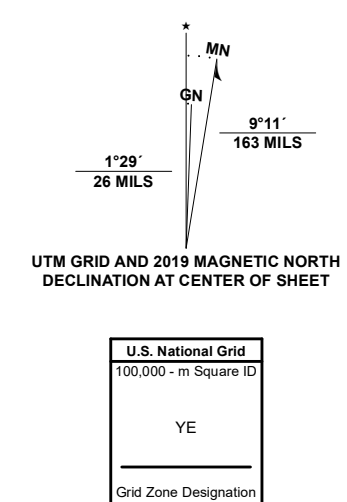 MN
GN
9°11´
163 MILS
1°29´
26 MILS
UTM GRID AND 2019 MAGNETIC NORTH
DECLINATION AT CENTER OF SHEET
U.S. National Grid
100,000 - m Square ID
YE
Grid Zone Designation